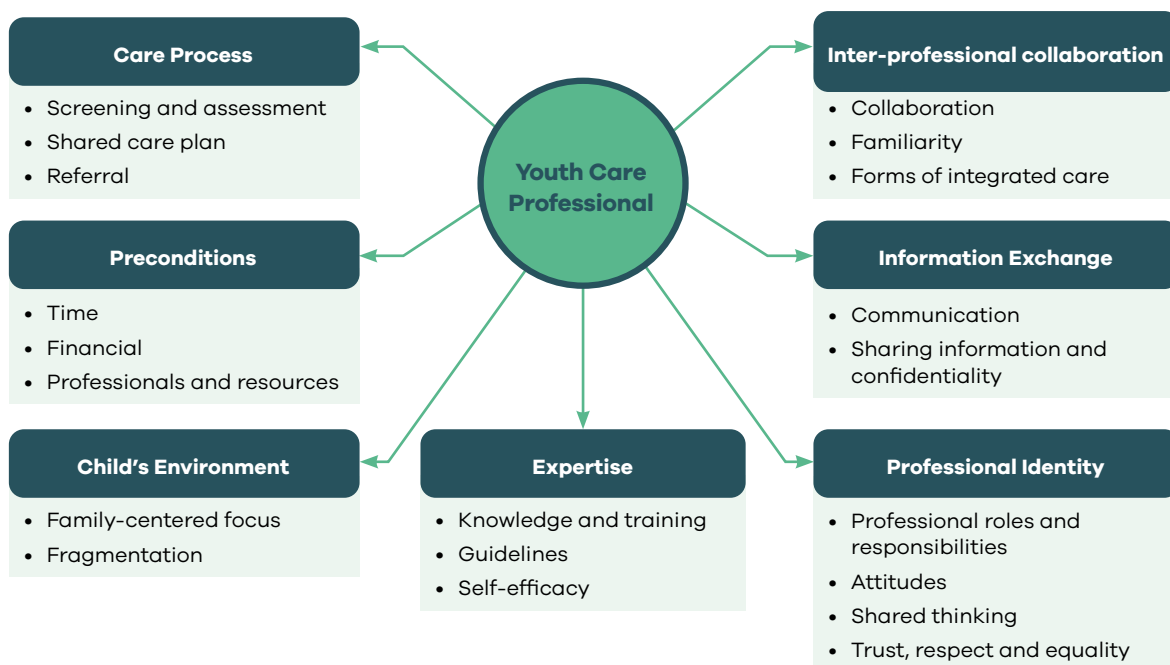 Care Process
• Screening and assessment
• Shared care plan
• Referral
Preconditions
• Time
• Financial
• Professionals and resources
Child’s Environment
• Family-centered focus
• Fragmentation
Youth Care
Professional
Expertise
• Knowledge and training
• Guidelines
• Self-efficacy
Inter-professional collaboration
• Collaboration
• Familiarity
• Forms of integrated care
Information Exchange
• Communication
• Sharing information and
confidentiality
Professional Identity
• Professional roles and
responsibilities
• Attitudes
• Shared thinking
• Trust, respect and equality